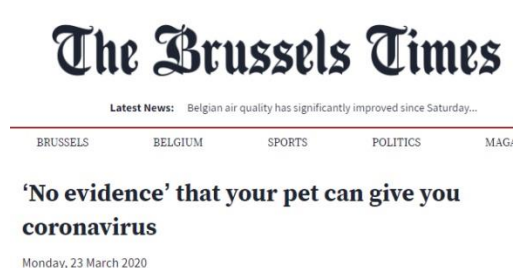 The Brussels Times
Latest News: Belgian air quality has significantly improved since Saturday...
BRUSSELS BELGIUM SPORTS POLITICS MAGA
‘No evidence’ that your pet can give you
coronavirus
Monday, 23 March 2020